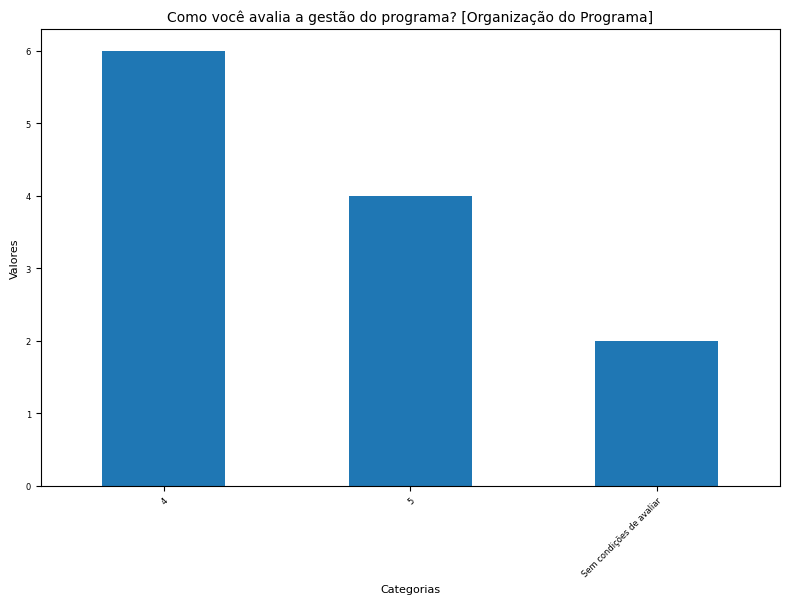 Como você avalia a gestão do programa? [Organização do Programa]
Valores
6
5
4
3
2
1
0
4
5
Sem condições de avaliar
Categorias